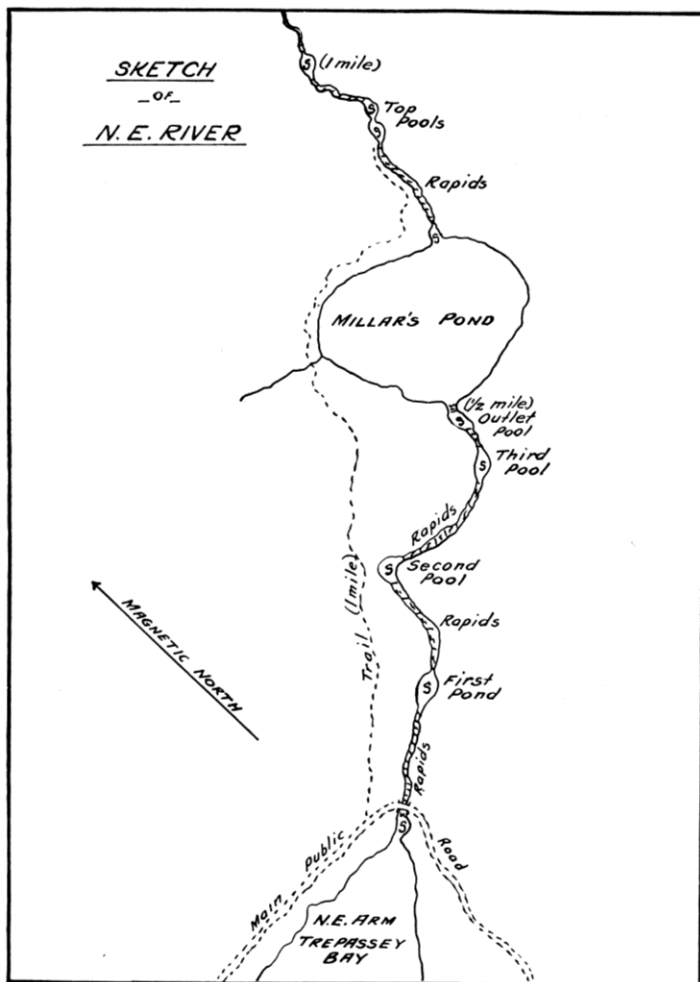 SKETCH
_OF_
N. E. RIVER
S (1 mile)
S Top
S Pools
Rapids
S
MILLAR'S POND
(1/2 mile)
S Outlet
Pool
S Third
Pool
Rapids
S Second
Pool
MAGNETIC NORTH
Trail (1 mile)
Rapids
S First
Pond
Rapids
S
Main Public Road
N.E. ARM
TREPASSEY
BAY